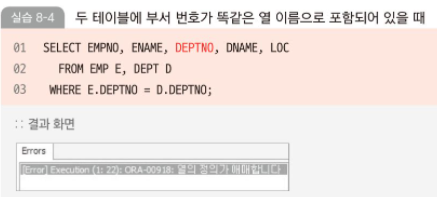 실습 8-4 두 테이블에 부서 번호가 똑같은 열 이름으로 포함되어 있을 때
01 SELECT EMPNO, ENAME, DEPTNO, DNAME, LOC
02 FROM EMP E, DEPT D
03 WHERE E.DEPTNO = D.DEPTNO;
:: 결과 화면
Errors
[Error] Execution (1: 22): ORA-00918: 열의 정의가 애매합니다